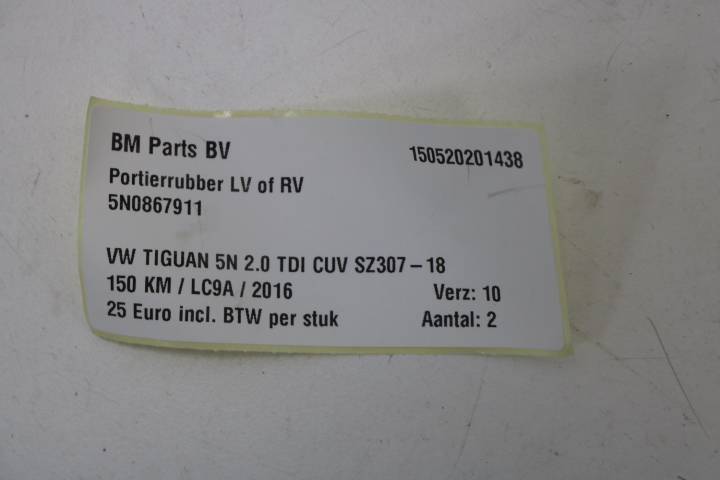 BM Parts BV 150520201438
Portierrubber LV of RV
5N0867911
VW TIGUAN 5N 2.0 TDI CUV SZ307-18
150 KM / LC9A / 2016 Verz: 10
25 Euro incl. BTW per stuk Aantal: 2